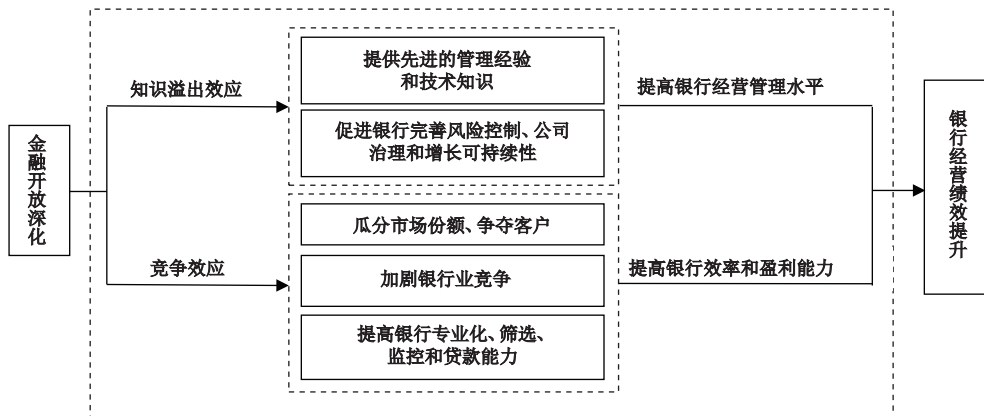 金融开放深化
知识溢出效应
提供先进的管理经验
和技术知识
促进银行完善风险控制、公司
治理和增长可持续性
提高银行经营管理水平
竞争效应
瓜分市场份额、争夺客户
加剧银行业竞争
提高银行专业化、筛选、
监控和贷款能力
提高银行效率和盈利能力
银行经营绩效提升